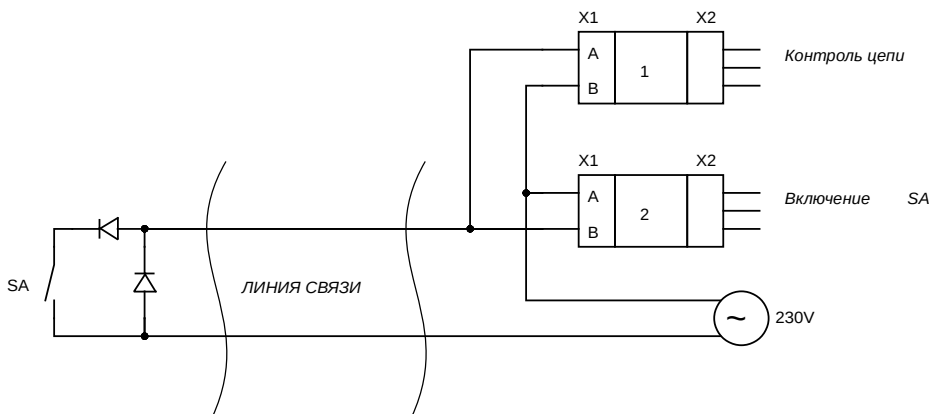 X1 X2
A
1
B
Контроль цепи
X1 X2
A
2
B
Включение SA
SA
ЛИНИЯ СВЯЗИ
~
230V